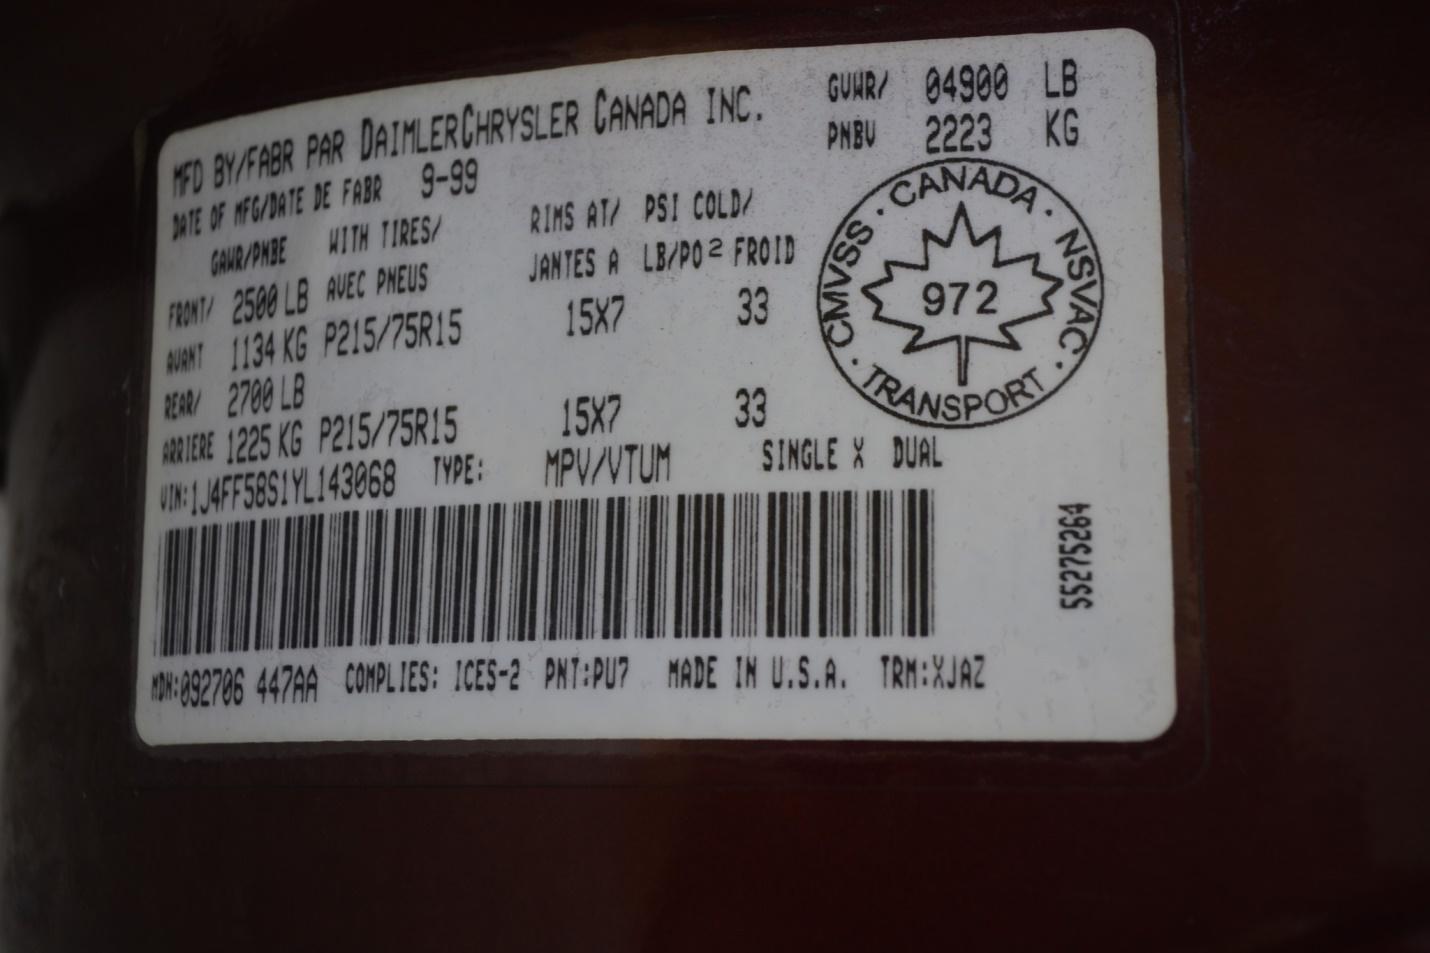 MFD BY/FABR PAR DAIMLERCHRYSLER CANADA INC. GVWR/ 04900 LB
DATE OF MFG/DATE DE FABR 9-99 PNBV 2223 KG
GAWR/PNBE WITH TIRES/ RIMS AT/ PSI COLD/
AVEC PNEUS JANTES A LB/PO² FROID
FRONT/ 2500 LB
AVANT 1134 KG P215/75R15 15X7 33
REAR/ 2700 LB
ARRIERE 1225 KG P215/75R15 15X7 33
VIN:1J4FF58S1YL143068 TYPE: MPV/VTUM SINGLE X DUAL
CANADA · NSVAC · TRANSPORT · CMVSS ·
972
55275264
MDH:092706 447AA COMPLIES: ICES-2 PNT:PU7 MADE IN U.S.A. TRM:XJAZ